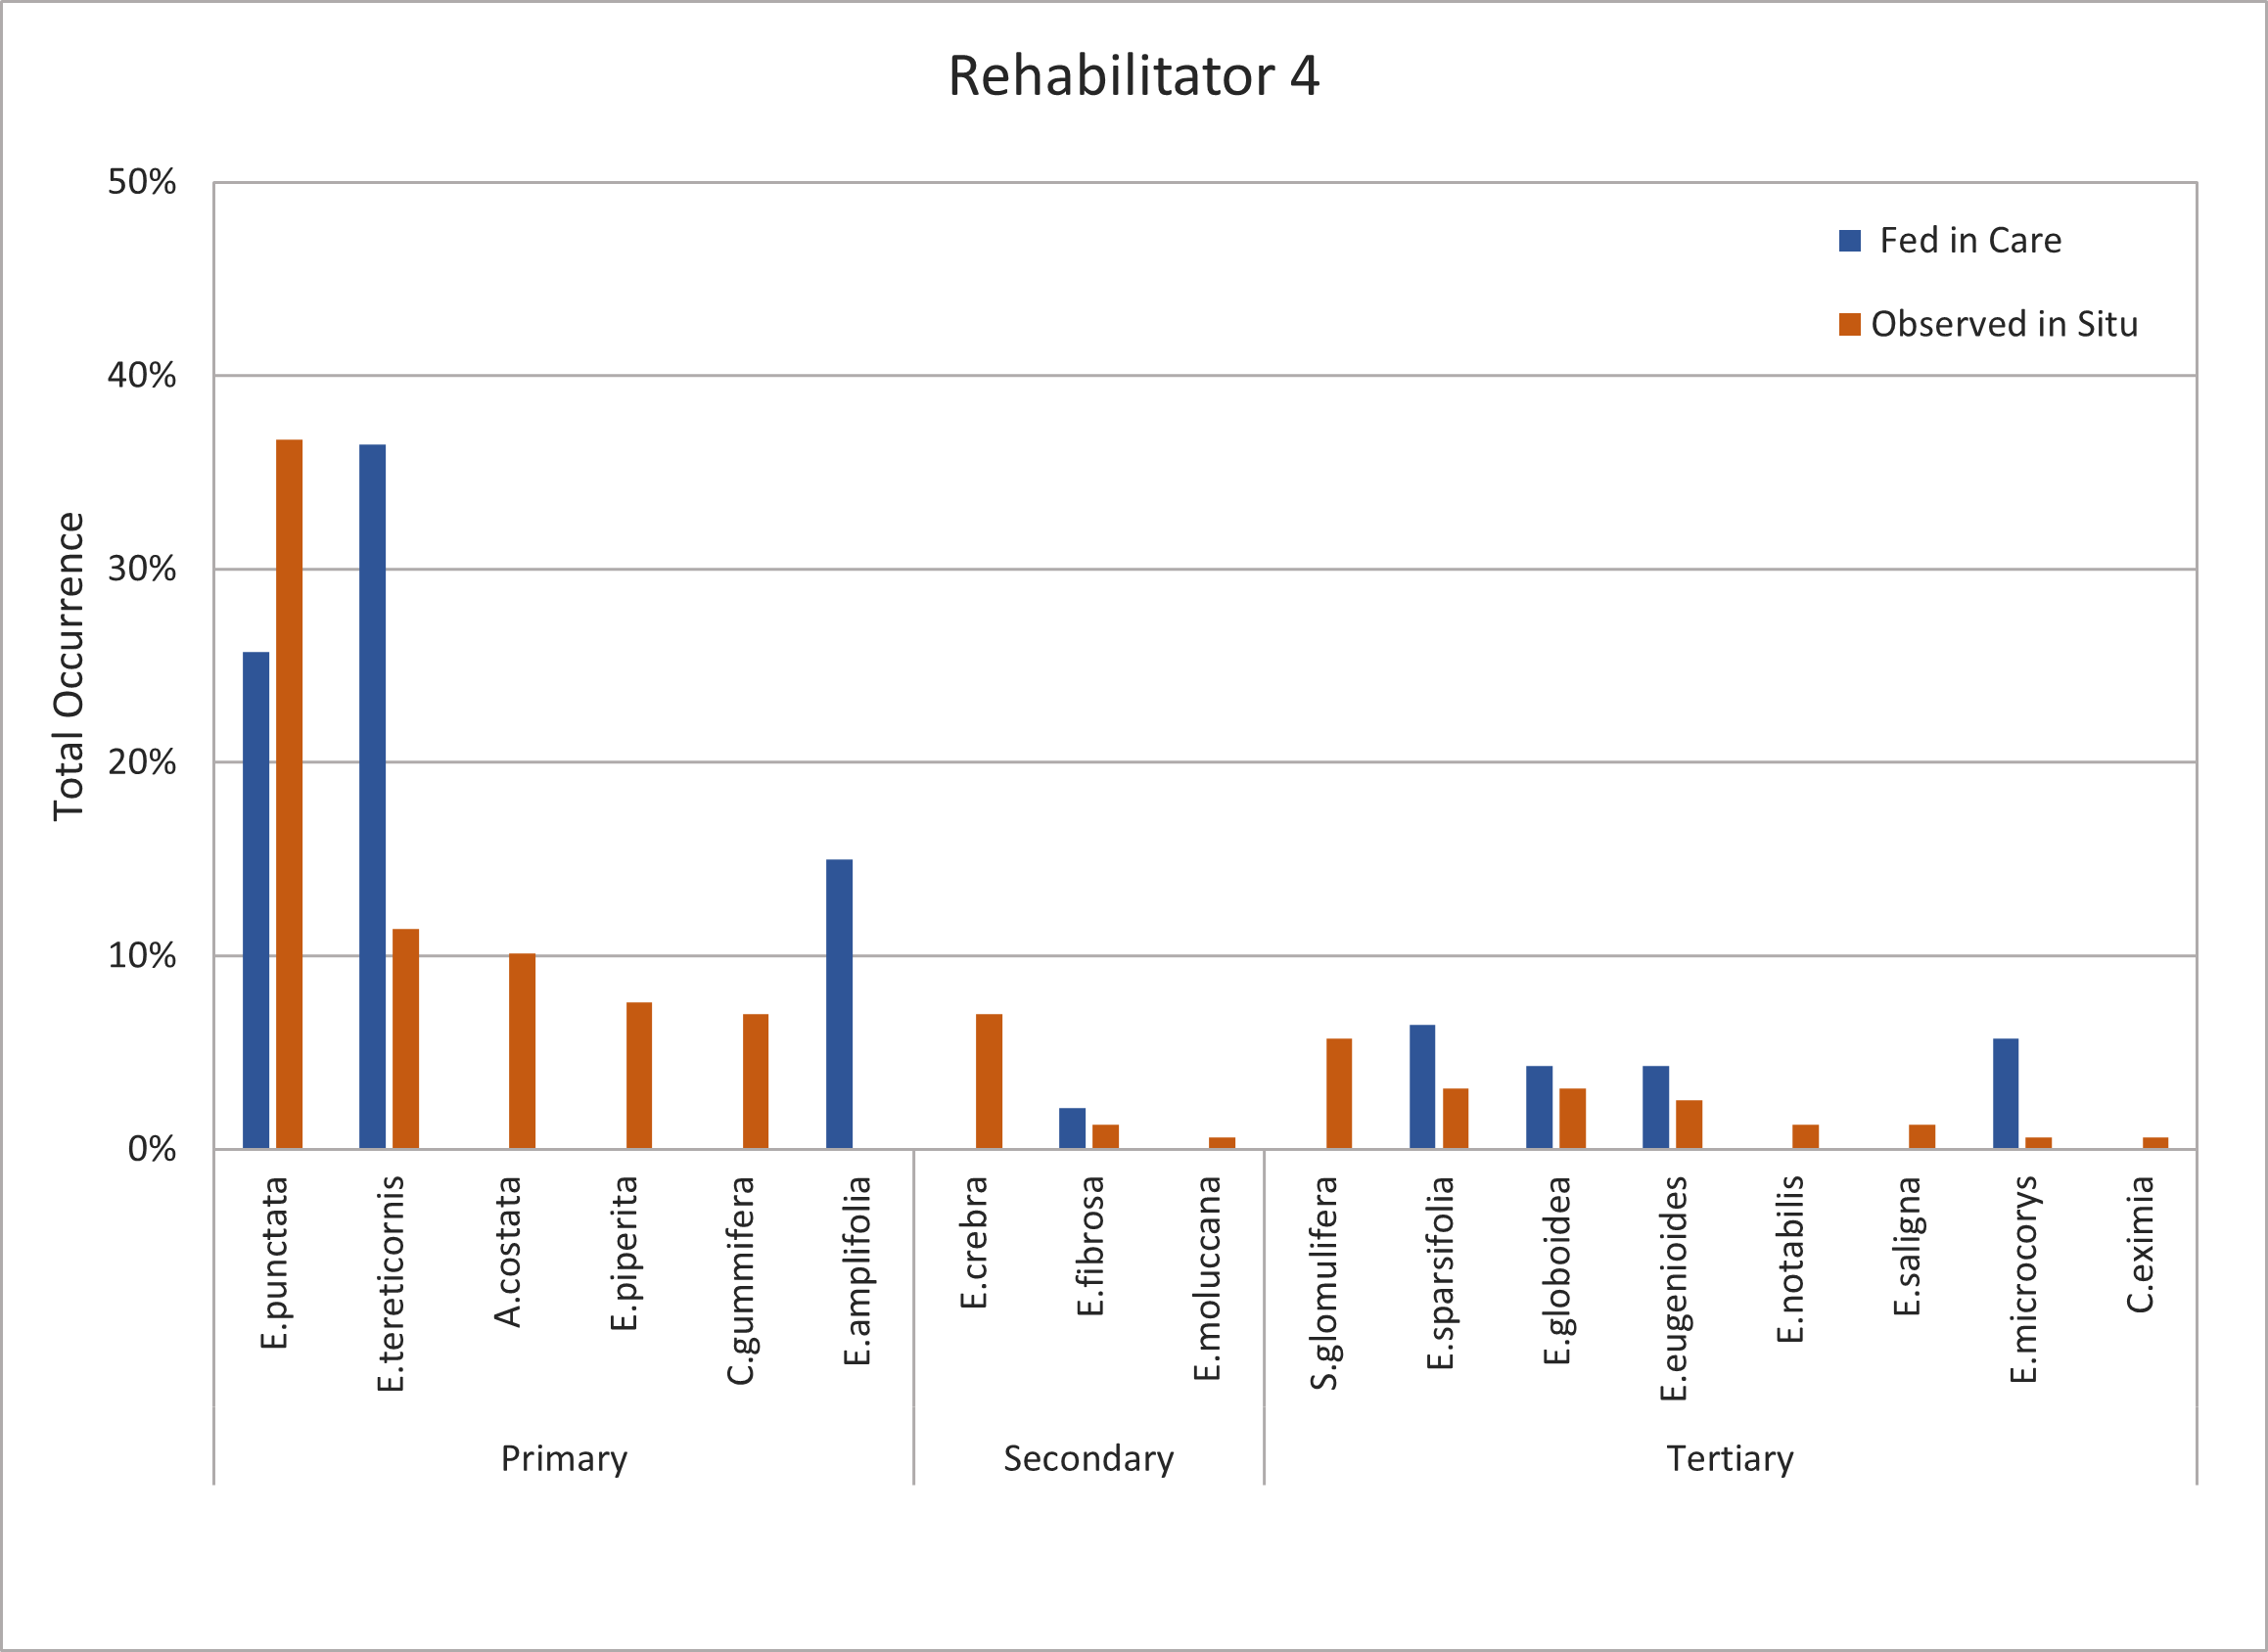 Rehabilitator 4
50%
40%
30%
20%
10%
0%
Total Occurrence
Fed in Care
Observed in Situ
E.punctata
E.tereticornis
A.costata
E.piperita
C.gummifera
E.amplifolia
E.crebra
E.fibrosa
E.moluccana
S.glomulifera
E.sparsifolia
E.globoidea
E.eugenioides
E.notabilis
E.saligna
E.microcorys
C.eximia
Primary
Secondary
Tertiary